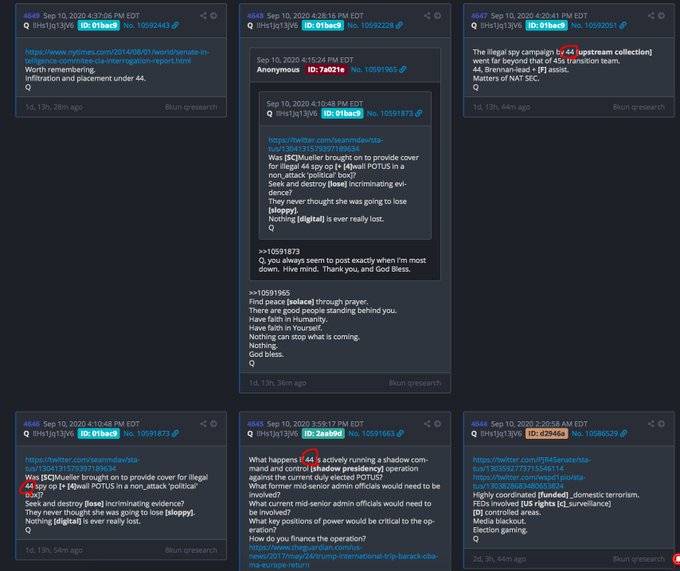 4649 Sep 10, 2020 4:37:06 PM EDT
Q !!Hs1Jq13jV6 ID: 01bac9 No. 10592443
https://www.nytimes.com/2014/08/01/world/senate-in-
telligence-commitee-cia-interrogation-report.html
Worth remembering.
Infiltration and placement under 44.
Q
1d, 13h, 28m ago 8kun qresearch
4648 Sep 10, 2020 4:28:16 PM EDT
Q !!Hs1Jq13jV6 ID: 01bac9 No. 10592228
Sep 10, 2020 4:15:24 PM EDT
Anonymous ID: 7a021e No. 10591965
Sep 10, 2020 4:10:48 PM EDT
Q !!Hs1Jq13jV6 ID: 01bac9 No. 10591873
https://twitter.com/seanmdav/sta-
tus/1304131579397189634
Was [SC]Mueller brought on to provide cover
for illegal 44 spy op [+ [4]wall POTUS in a
non_attack 'political' box]?
Seek and destroy [lose] incriminating evi-
dence?
They never thought she was going to lose
[sloppy].
Nothing [digital] is ever really lost.
Q
>>10591873
Q, you always seem to post exactly when I'm most
down. Hive mind. Thank you, and God Bless.
>>10591965
Find peace [solace] through prayer.
There are good people standing behind you.
Have faith in Humanity.
Have faith in Yourself.
Nothing can stop what is coming.
Nothing.
God bless.
Q
1d, 13h, 36m ago 8kun qresearch
4647 Sep 10, 2020 4:20:41 PM EDT
Q !!Hs1Jq13jV6 ID: 01bac9 No. 10592051
The illegal spy campaign by 44 [upstream collection]
went far beyond that of 45s transition team.
44, Brennan-lead + [F] assist.
Matters of NAT SEC.
Q
1d, 13h, 44m ago 8kun qresearch
4646 Sep 10, 2020 4:10:48 PM EDT
Q !!Hs1Jq13jV6 ID: 01bac9 No. 10591873
https://twitter.com/seanmdav/sta-
tus/1304131579397189634
Was [SC]Mueller brought on to provide cover for illegal
44 spy op [+ [4]wall POTUS in a non_attack 'political'
box]?
Seek and destroy [lose] incriminating evidence?
They never thought she was going to lose [sloppy].
Nothing [digital] is ever really lost.
Q
1d, 13h, 54m ago 8kun qresearch
4645 Sep 10, 2020 3:59:17 PM EDT
Q !!Hs1Jq13jV6 ID: 2aab9d No. 10591663
What happens if 44 is actively running a shadow com-
mand and control [shadow presidency] operation
against the current duly elected POTUS?
What former mid-senior admin officials would need to be
involved?
What current mid-senior admin officials would need to
be involved?
What key positions of power would be critical to the op-
eration?
How do you finance the operation?
https://www.theguardian.com/us-
news/2017/may/24/trump-international-trip-barack-oba-
ma-europe-return
4644 Sep 10, 2020 2:20:58 AM EDT
Q !!Hs1Jq13jV6 ID: d2946a No. 10586529
https://twitter.com/PJR4Senate/sta-
tus/1303592773715546114
https://twitter.com/wspd1pio/sta-
tus/1303828683480653824
Highly coordinated [funded] _domestic terrorism.
FEDs involved [US rights [c]_surveillance]
[D] controlled areas.
Media blackout.
Election gaming.
Q
2d, 3h, 44m ago 8kun qresearch